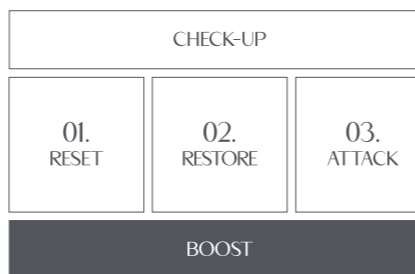 CHECK-UP
01.
RESET
02.
RESTORE
03.
ATTACK
BOOST